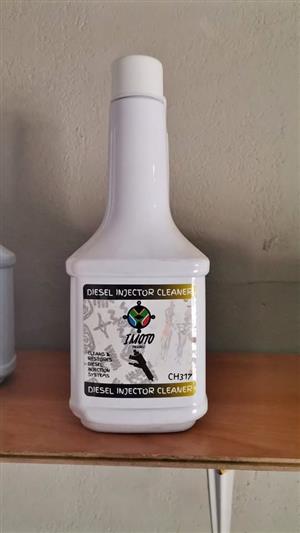 DIESEL INJECTOR CLEANER
IMOTO
CLEANS &
RESTORES
DIESEL
INJECTION
SYSTEMS
CH317
DIESEL INJECTOR CLEANER